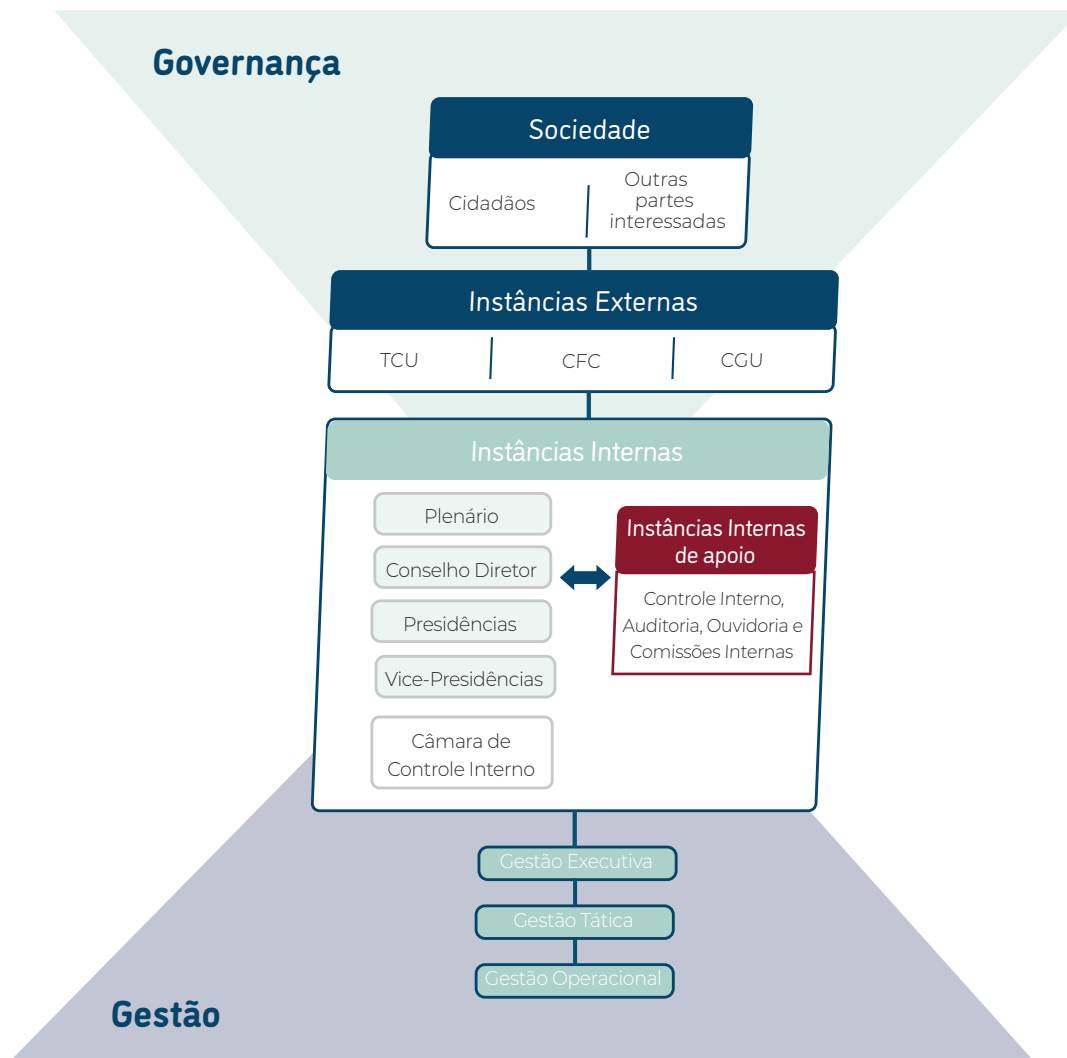 Governança
Sociedade
Cidadãos
Outras
partes
interessadas
Instâncias Externas
TCU
CFC
CGU
Instâncias Internas
Plenário
Conselho Diretor
Presidências
Vice-Presidências
Câmara de
Controle Interno
Instâncias Internas
de apoio
Controle Interno,
Auditoria, Ouvidoria e
Comissões Internas
Gestão Executiva
Gestão Tática
Gestão Operacional
Gestão